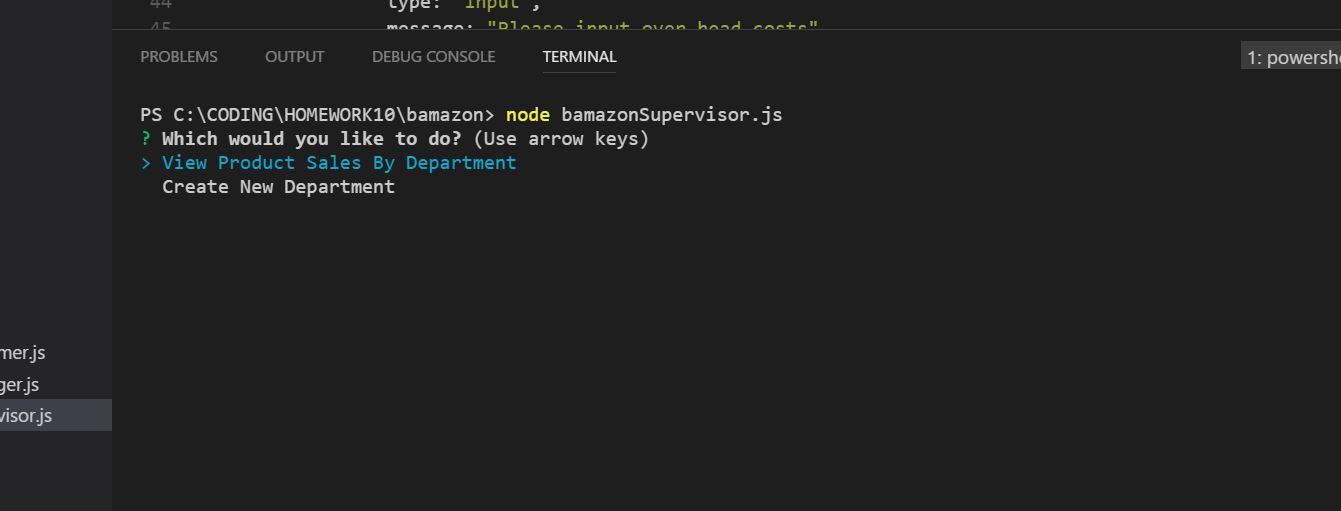 44 type: "input",
45 message: "Please input over head costs"
PROBLEMS OUTPUT DEBUG CONSOLE TERMINAL 1: powershe
PS C:\CODING\HOMEWORK10\bamazon> node bamazonSupervisor.js
? Which would you like to do? (Use arrow keys)
> View Product Sales By Department
Create New Department
mer.js
ger.js
visor.js